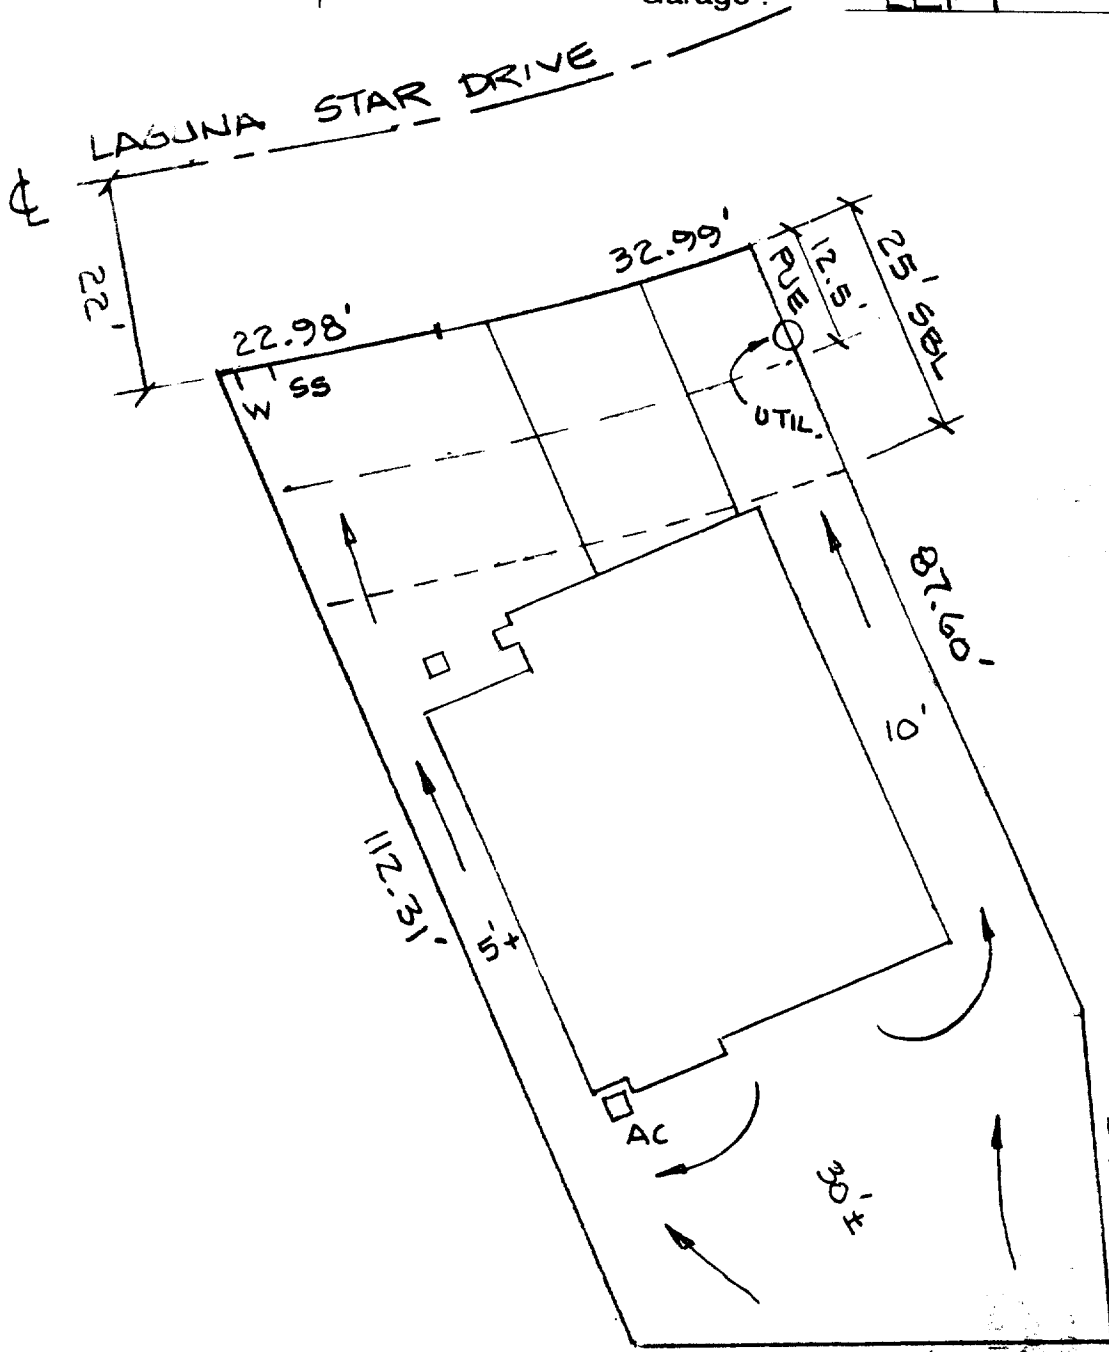 Garage :
LAGUNA STAR DRIVE
℄
22'
22.98'
32.99'
PUE
12.5'
25' SBL
W
SS
UTIL.
87.60'
10'
112.31'
5'±
AC
30'±